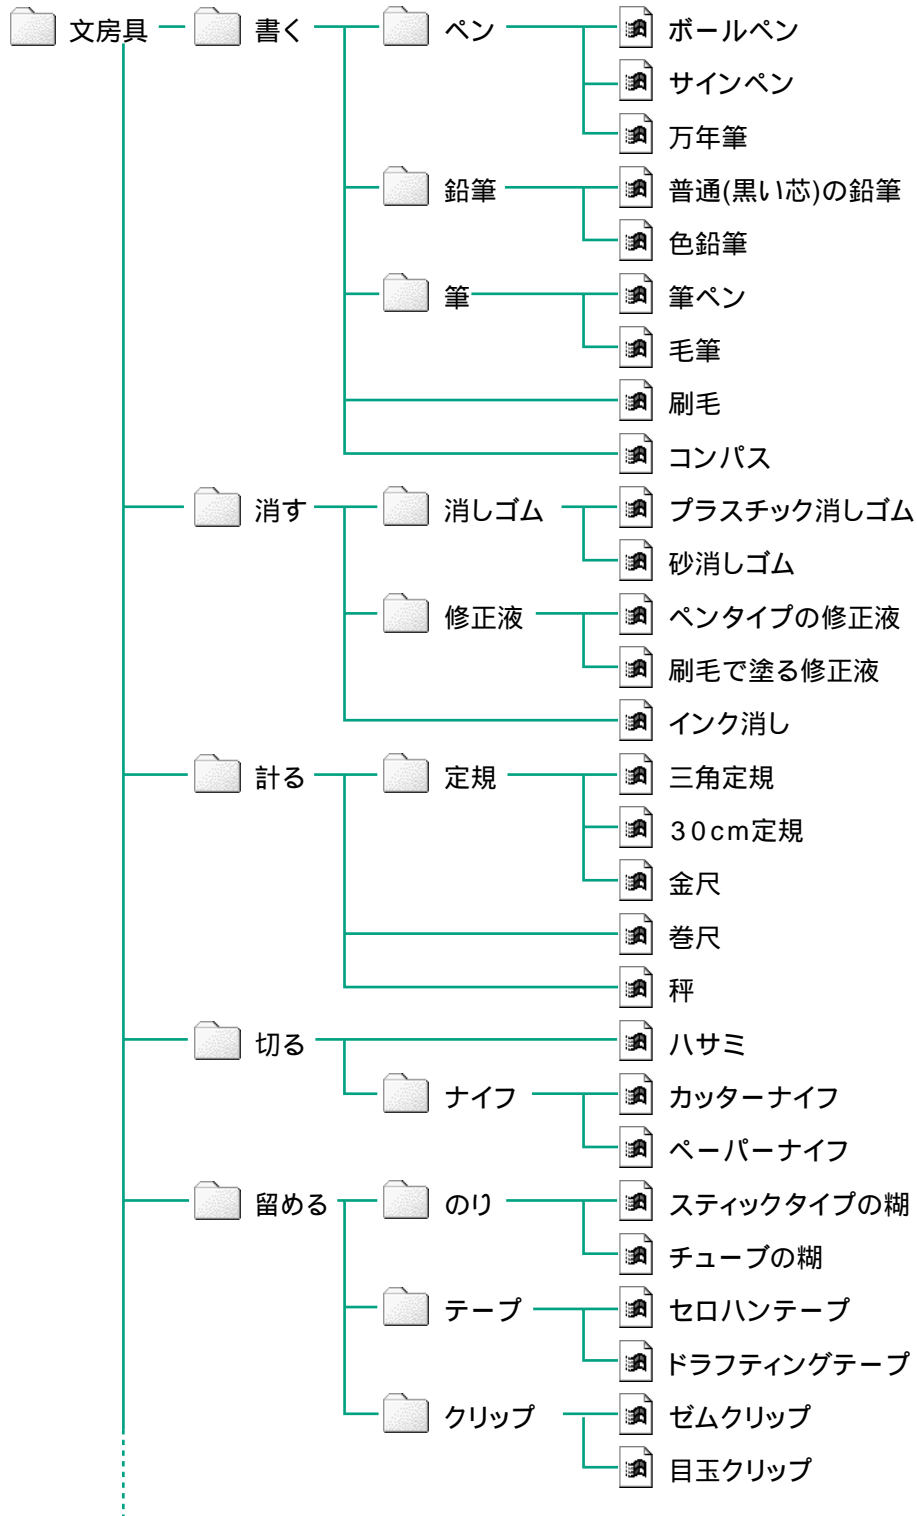 文房具 書く ペン ボールペン
サインペン
万年筆
鉛筆 普通(黒い芯)の鉛筆
色鉛筆
筆 筆ペン
毛筆
刷毛
コンパス
消す 消しゴム プラスチック消しゴム
砂消しゴム
修正液 ペンタイプの修正液
刷毛で塗る修正液
インク消し
計る 定規 三角定規
30cm定規
金尺
巻尺
秤
切る ハサミ
ナイフ カッターナイフ
ペーパーナイフ
留める のり スティックタイプの糊
チューブの糊
テープ セロハンテープ
ドラフティングテープ
クリップ ゼムクリップ
目玉クリップ